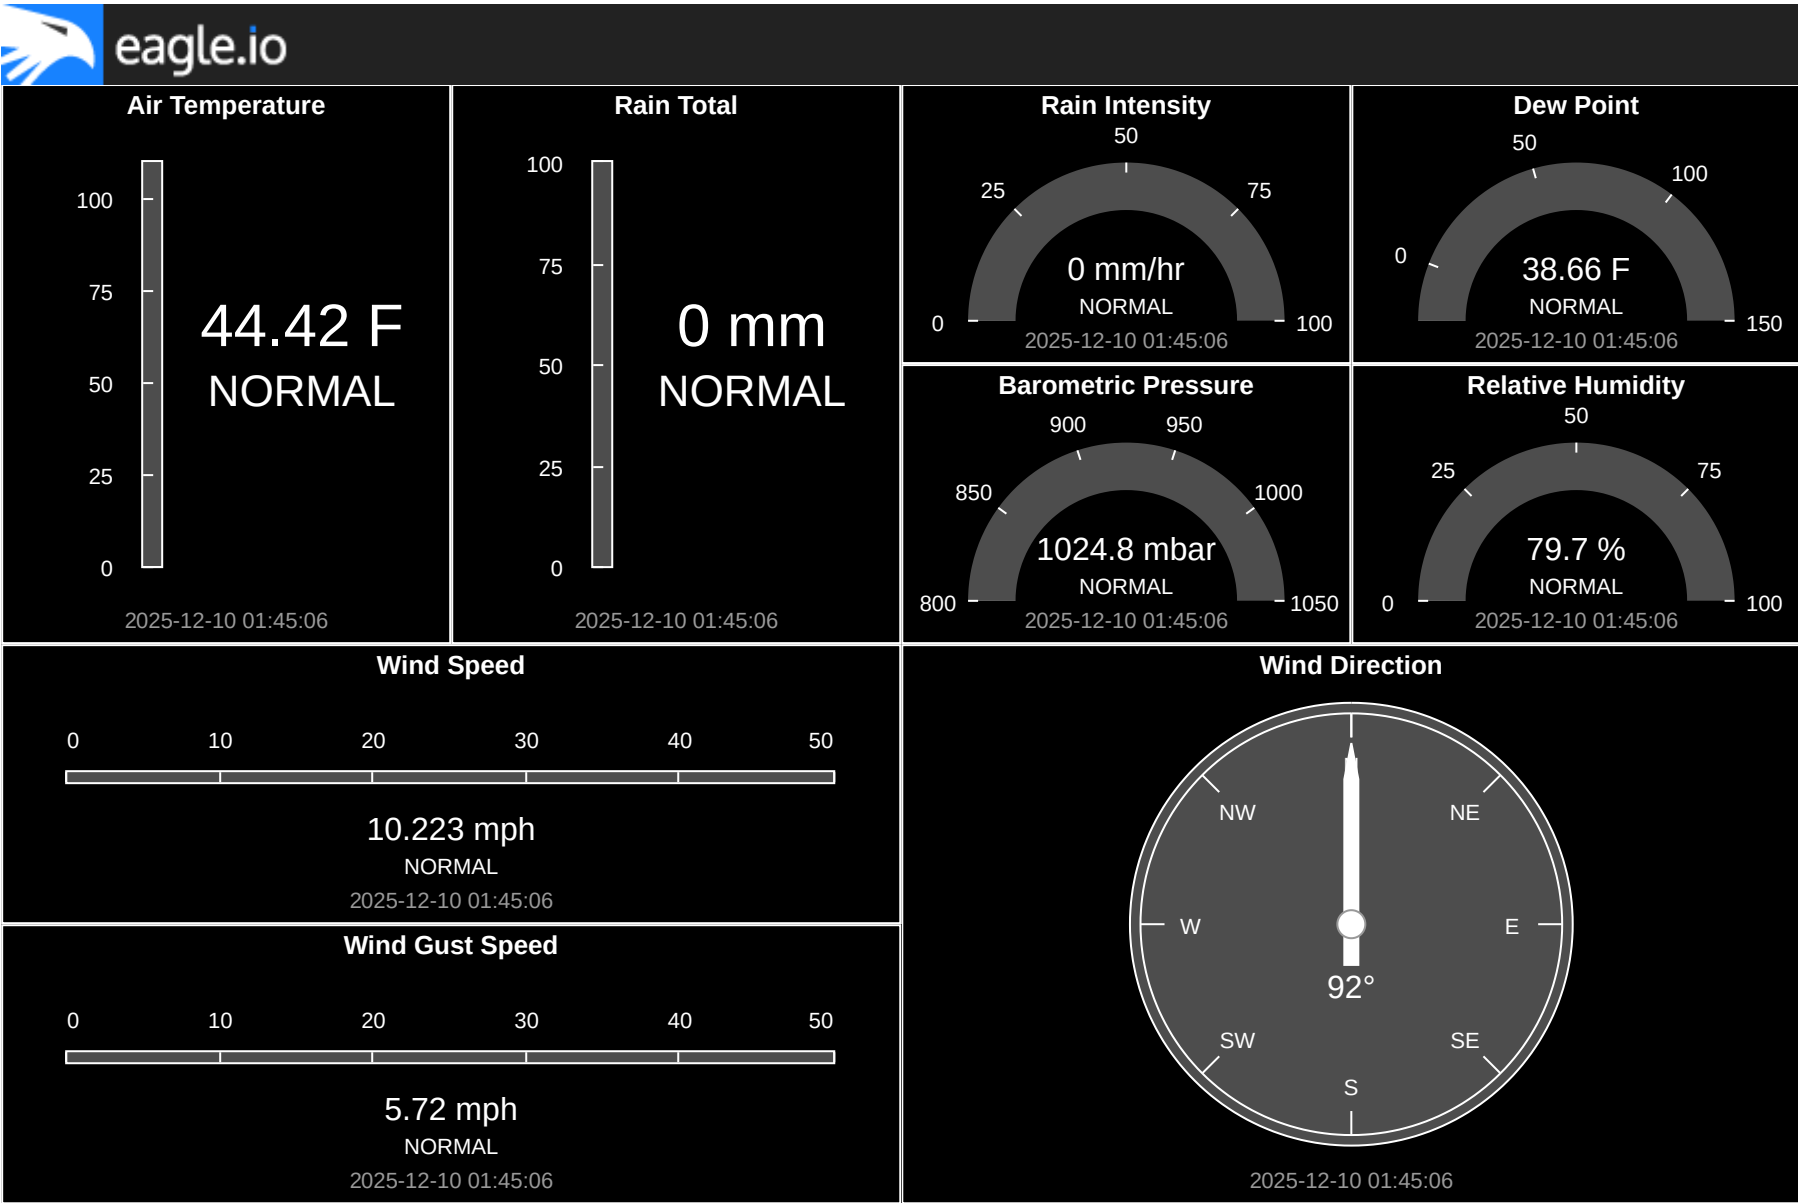 eagle.io
Air Temperature
100
75
50
25
0
44.42 F
NORMAL
2025-12-10 01:45:06
Rain Total
100
75
50
25
0
0 mm
NORMAL
2025-12-10 01:45:06
Rain Intensity
0
25
50
75
100
0 mm/hr
NORMAL
2025-12-10 01:45:06
Dew Point
0
50
100
150
38.66 F
NORMAL
2025-12-10 01:45:06
Barometric Pressure
800
850
900
950
1000
1050
1024.8 mbar
NORMAL
2025-12-10 01:45:06
Relative Humidity
0
25
50
75
100
79.7 %
NORMAL
2025-12-10 01:45:06
Wind Speed
0 10 20 30 40 50
10.223 mph
NORMAL
2025-12-10 01:45:06
Wind Gust Speed
0 10 20 30 40 50
5.72 mph
NORMAL
2025-12-10 01:45:06
Wind Direction
NW NE
W E
92°
SW SE
S
2025-12-10 01:45:06